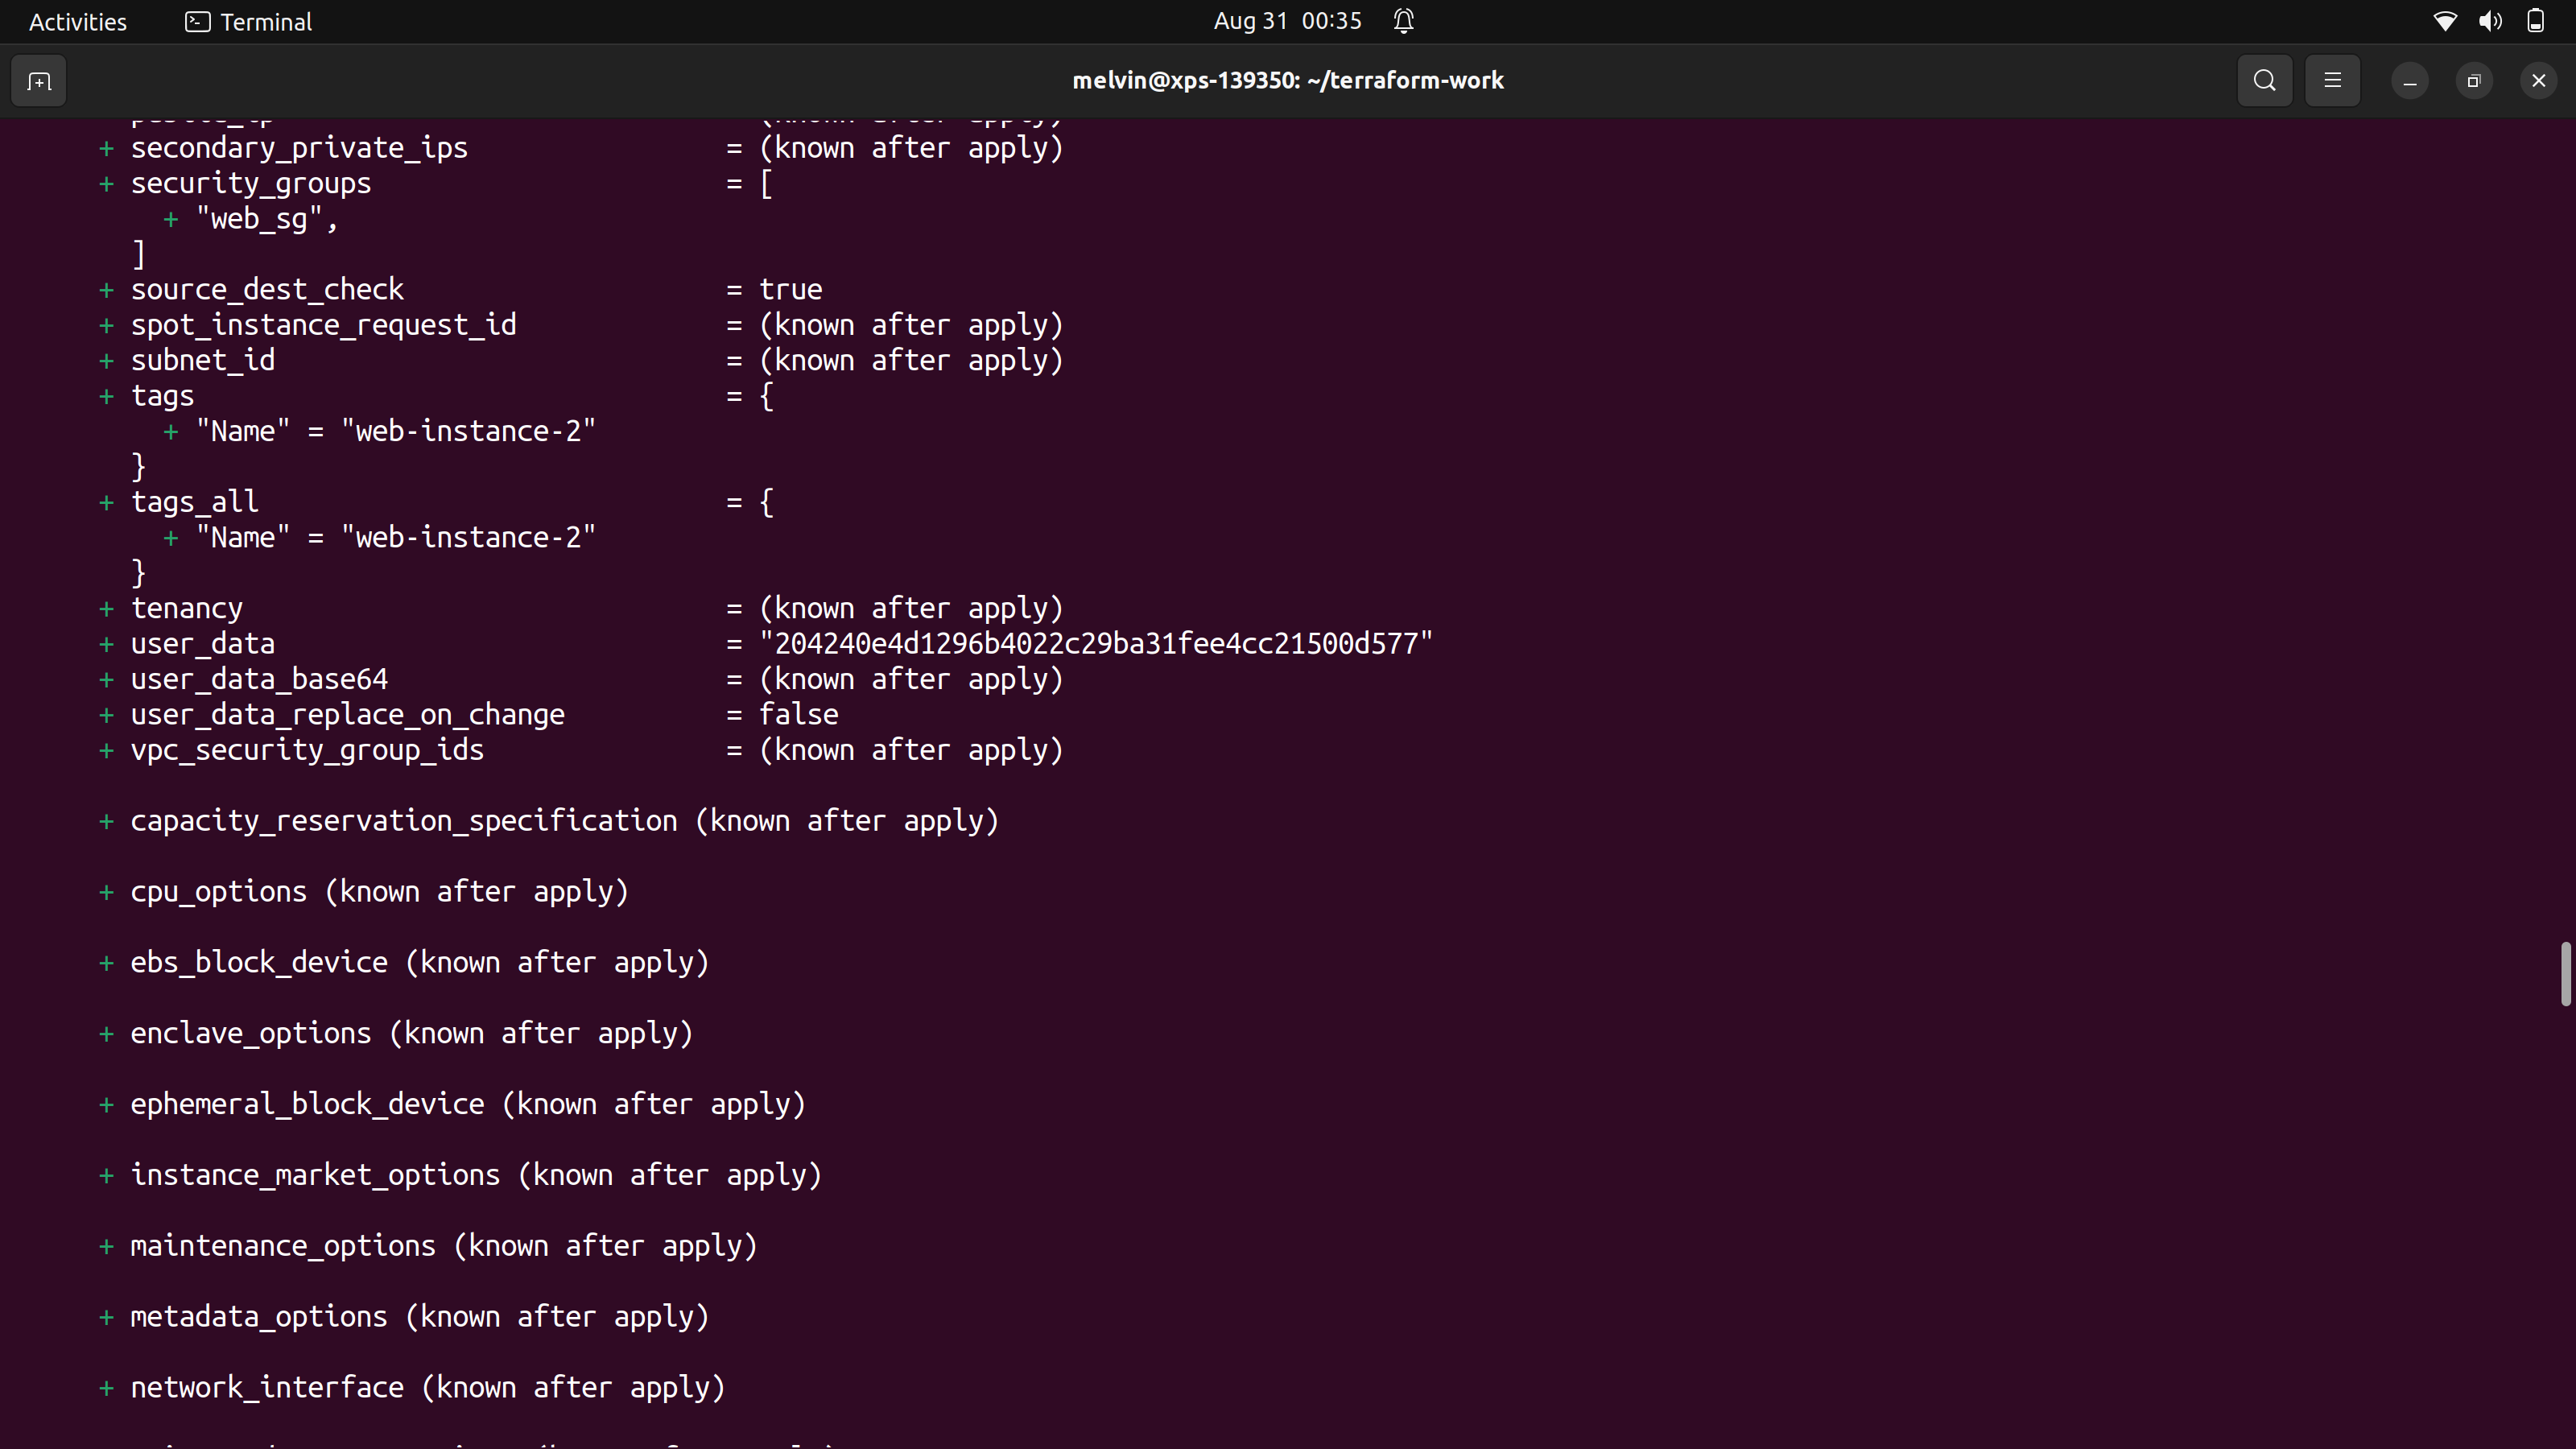 Activities Terminal Aug 31 00:35
melvin@xps-139350: ~/terraform-work
+ secondary_private_ips = (known after apply)
+ security_groups = [
+ "web_sg",
]
+ source_dest_check = true
+ spot_instance_request_id = (known after apply)
+ subnet_id = (known after apply)
+ tags = {
+ "Name" = "web-instance-2"
}
+ tags_all = {
+ "Name" = "web-instance-2"
}
+ tenancy = (known after apply)
+ user_data = "204240e4d1296b4022c29ba31fee4cc21500d577"
+ user_data_base64 = (known after apply)
+ user_data_replace_on_change = false
+ vpc_security_group_ids = (known after apply)
+ capacity_reservation_specification (known after apply)
+ cpu_options (known after apply)
+ ebs_block_device (known after apply)
+ enclave_options (known after apply)
+ ephemeral_block_device (known after apply)
+ instance_market_options (known after apply)
+ maintenance_options (known after apply)
+ metadata_options (known after apply)
+ network_interface (known after apply)